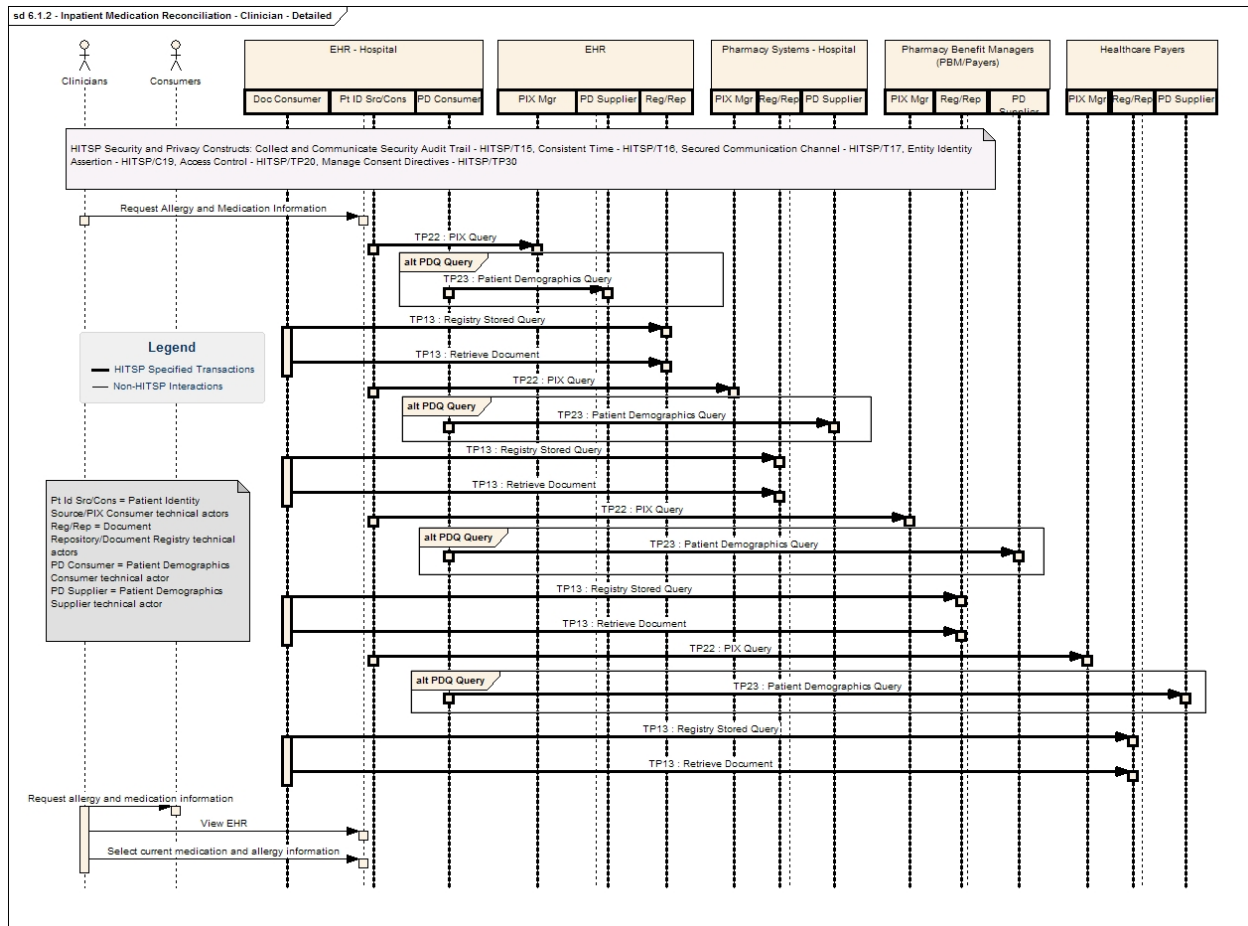 sd 6.1.2 - Inpatient Medication Reconciliation - Clinician - Detailed
Clinicians
Consumers
EHR - Hospital
EHR
Pharmacy Systems - Hospital
Pharmacy Benefit Managers
(PBM/Payers)
Healthcare Payers
Doc Consumer
Pt ID Src/Cons
PD Consumer
PIX Mgr
PD Supplier
Reg/Rep
PIX Mgr
Reg/Rep
PD Supplier
PIX Mgr
Reg/Rep
PD
Supplier
PIX Mgr
Reg/Rep
PD Supplier
HITSP Security and Privacy Constructs: Collect and Communicate Security Audit Trail - HITSP/T15, Consistent Time - HITSP/T16, Secured Communication Channel - HITSP/T17, Entity Identity
Assertion - HITSP/C19, Access Control - HITSP/TP20, Manage Consent Directives - HITSP/TP30
Request Allergy and Medication Information
TP22 : PIX Query
alt PDQ Query
TP23 : Patient Demographics Query
TP13 : Registry Stored Query
TP13 : Retrieve Document
Legend
HITSP Specified Transactions
Non-HITSP Interactions
TP22 : PIX Query
alt PDQ Query
TP23 : Patient Demographics Query
TP13 : Registry Stored Query
TP13 : Retrieve Document
Pt Id Src/Cons = Patient Identity
Source/PIX Consumer technical actors
Reg/Rep = Document
Repository/Document Registry technical
actors
PD Consumer = Patient Demographics
Consumer technical actor
PD Supplier = Patient Demographics
Supplier technical actor
TP22 : PIX Query
alt PDQ Query
TP23 : Patient Demographics Query
TP13 : Registry Stored Query
TP13 : Retrieve Document
TP22 : PIX Query
alt PDQ Query
TP23 : Patient Demographics Query
TP13 : Registry Stored Query
TP13 : Retrieve Document
Request allergy and medication information
View EHR
Select current medication and allergy information